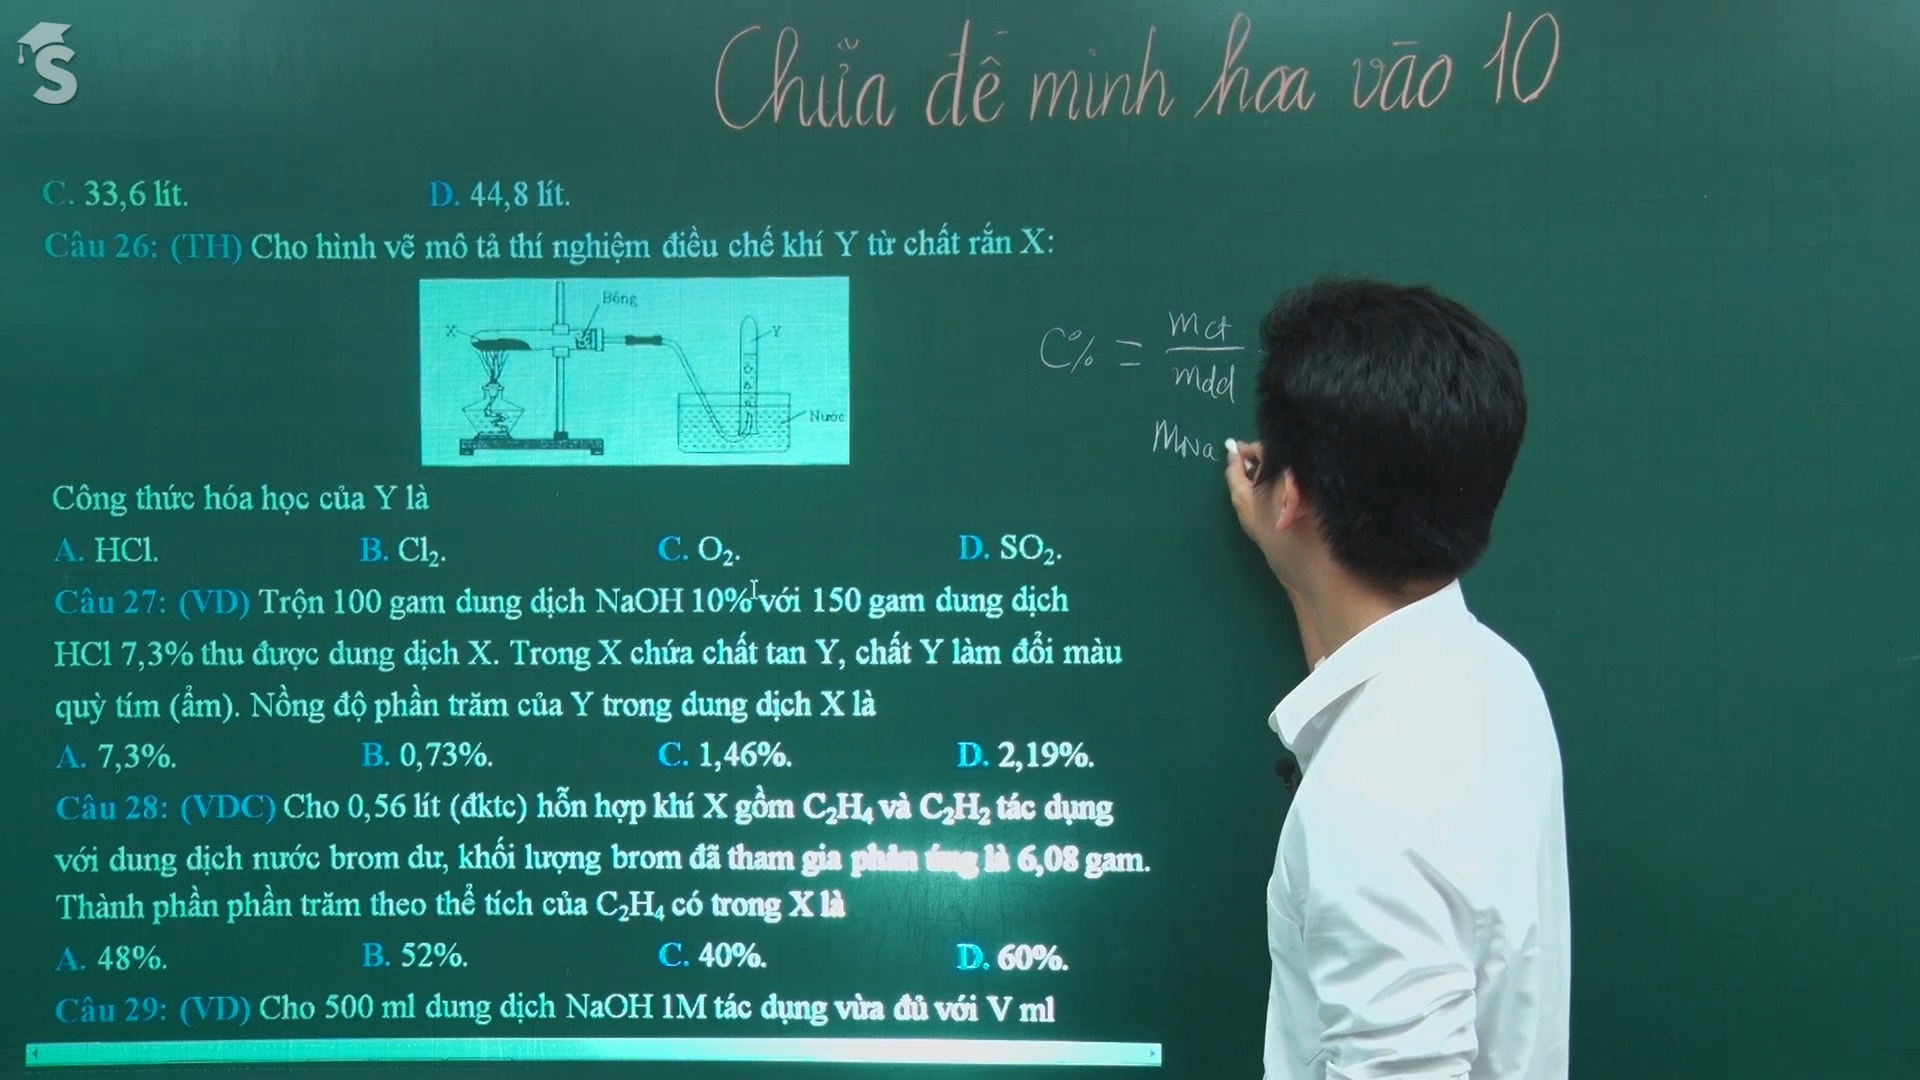 S
Chữa đề minh hoa vào 10
C. 33,6 lít. D. 44,8 lít.
Câu 26: (TH) Cho hình vẽ mô tả thí nghiệm điều chế khí Y từ chất rắn X:
Bông
X
Y
Nước
C% = mct
mdd
mNa
Công thức hóa học của Y là
A. HCl. B. Cl₂. C. O₂. D. SO₂.
Câu 27: (VD) Trộn 100 gam dung dịch NaOH 10% với 150 gam dung dịch
HCl 7,3% thu được dung dịch X. Trong X chứa chất tan Y, chất Y làm đổi màu
quỳ tím (ẩm). Nồng độ phần trăm của Y trong dung dịch X là
A. 7,3%. B. 0,73%. C. 1,46%. D. 2,19%.
Câu 28: (VDC) Cho 0,56 lít (đktc) hỗn hợp khí X gồm C₂H₄ và C₂H₂ tác dụng
với dung dịch nước brom dư, khối lượng brom đã tham gia phản ứng là 6,08 gam.
Thành phần phần trăm theo thể tích của C₂H₄ có trong X là
A. 48%. B. 52%. C. 40%. D. 60%.
Câu 29: (VD) Cho 500 ml dung dịch NaOH 1M tác dụng vừa đủ với V ml